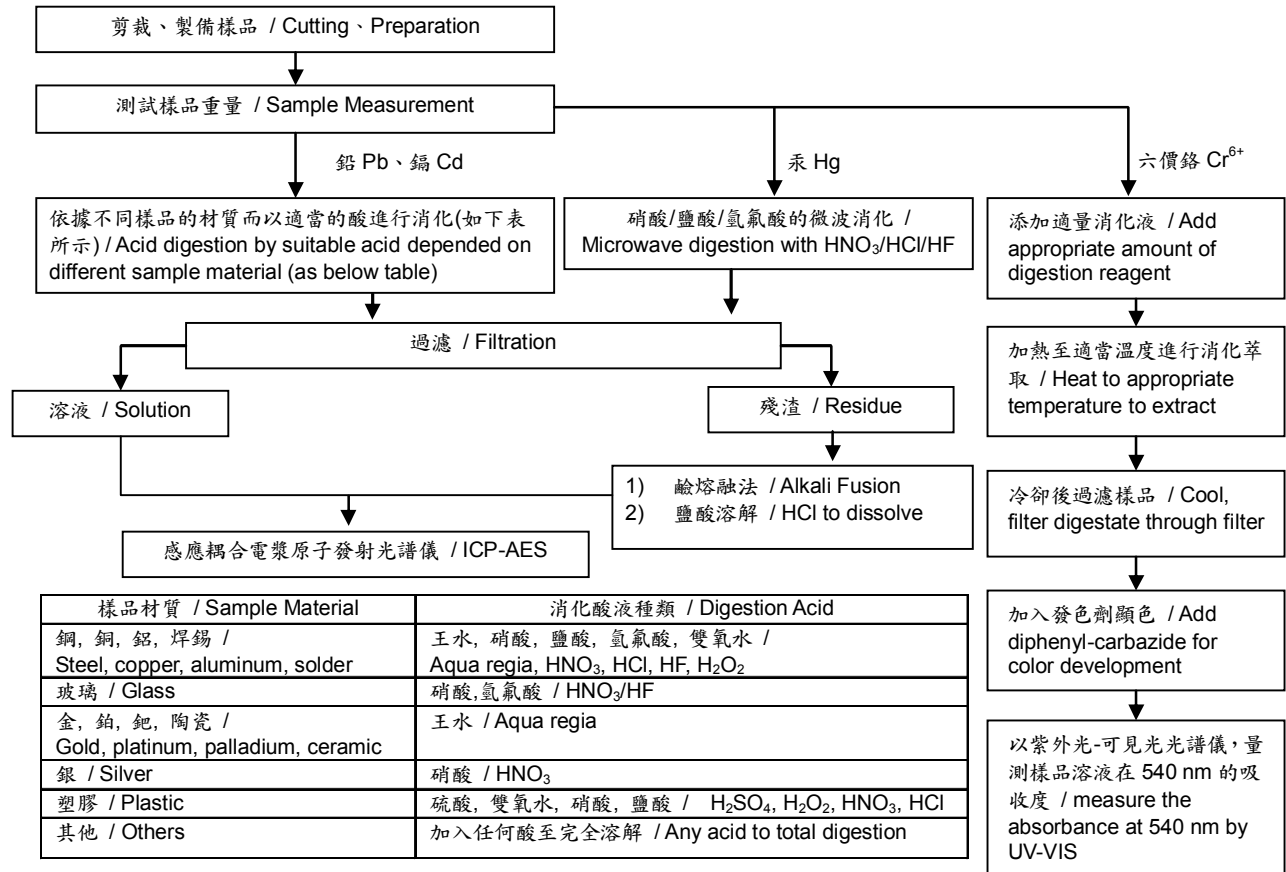 剪裁、製備樣品 / Cutting、Preparation
測試樣品重量 / Sample Measurement
鉛 Pb、鎘 Cd
汞 Hg
六價鉻 Cr⁶⁺
依據不同樣品的材質而以適當的酸進行消化(如下表
所示) / Acid digestion by suitable acid depended on
different sample material (as below table)
硝酸/鹽酸/氫氟酸的微波消化 /
Microwave digestion with HNO₃/HCl/HF
添加適量消化液 / Add
appropriate amount of
digestion reagent
過濾 / Filtration
溶液 / Solution
殘渣 / Residue
加熱至適當溫度進行消化萃
取 / Heat to appropriate
temperature to extract
1) 鹼熔融法 / Alkali Fusion
2) 鹽酸溶解 / HCl to dissolve
冷卻後過濾樣品 / Cool,
filter digestate through filter
感應耦合電漿原子發射光譜儀 / ICP-AES
加入發色劑顯色 / Add
diphenyl-carbazide for
color development
以紫外光-可見光光譜儀,量
測樣品溶液在 540 nm 的吸
收度 / measure the
absorbance at 540 nm by
UV-VIS
樣品材質 / Sample Material 消化酸液種類 / Digestion Acid
鋼, 銅, 鋁, 焊錫 / 王水, 硝酸, 鹽酸, 氫氟酸, 雙氧水 /
Steel, copper, aluminum, solder Aqua regia, HNO₃, HCl, HF, H₂O₂
玻璃 / Glass 硝酸,氫氟酸 / HNO₃/HF
金, 鉑, 鈀, 陶瓷 / 王水 / Aqua regia
Gold, platinum, palladium, ceramic
銀 / Silver 硝酸 / HNO₃
塑膠 / Plastic 硫酸, 雙氧水, 硝酸, 鹽酸 / H₂SO₄, H₂O₂, HNO₃, HCl
其他 / Others 加入任何酸至完全溶解 / Any acid to total digestion